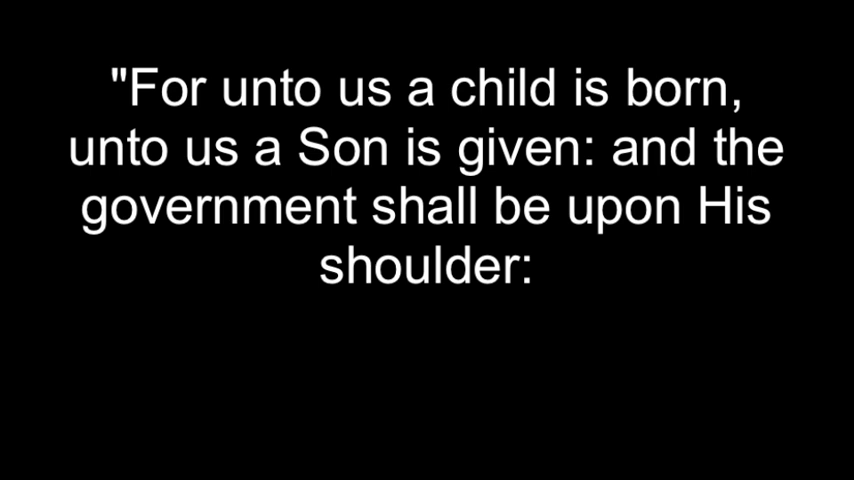 "For unto us a child is born,
unto us a Son is given: and the
government shall be upon His
shoulder: